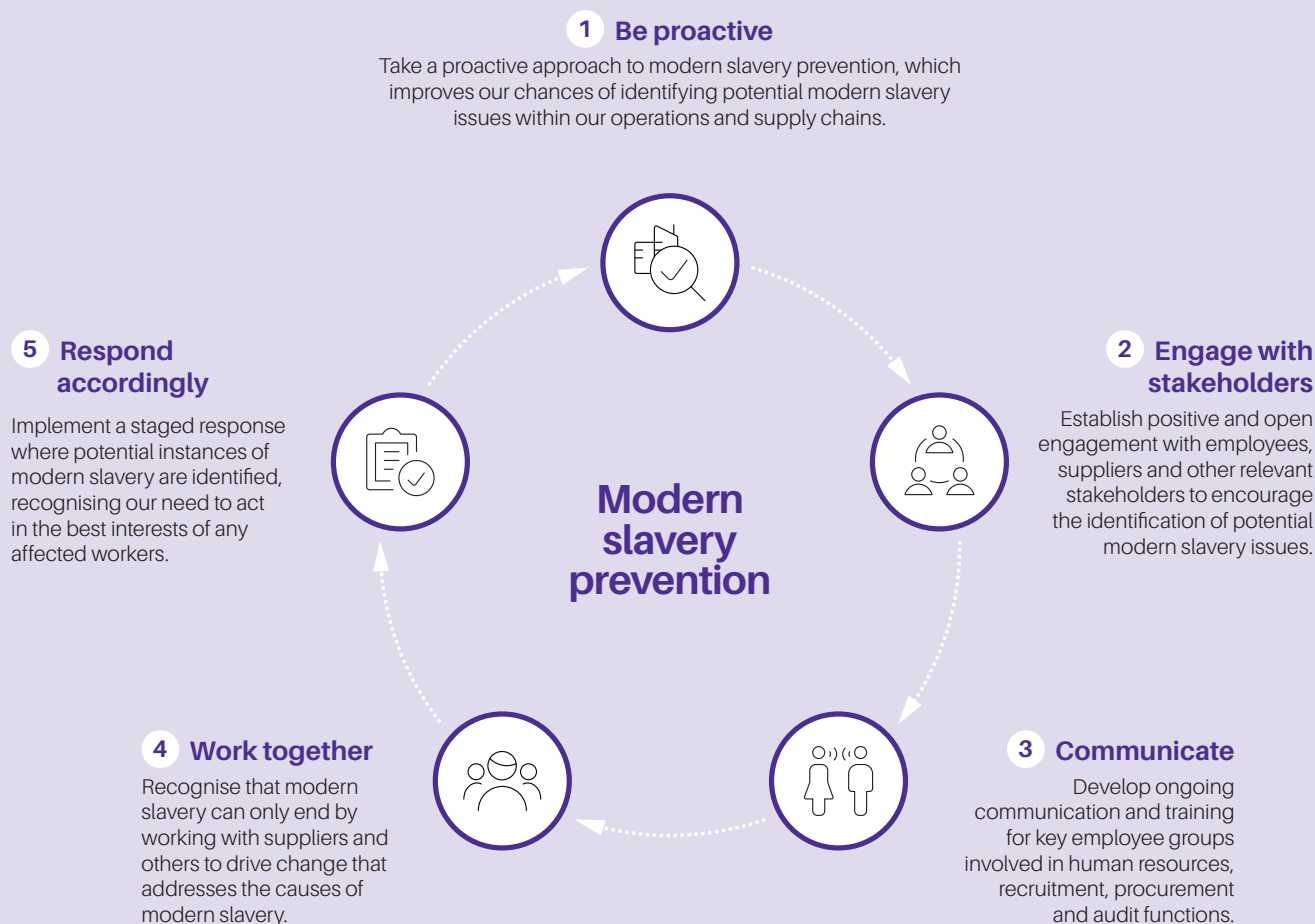 1 Be proactive
Take a proactive approach to modern slavery prevention, which
improves our chances of identifying potential modern slavery
issues within our operations and supply chains.
2 Engage with
stakeholders
Establish positive and open
engagement with employees,
suppliers and other relevant
stakeholders to encourage
the identification of potential
modern slavery issues.
3 Communicate
Develop ongoing
communication and training
for key employee groups
involved in human resources,
recruitment, procurement
and audit functions.
4 Work together
Recognise that modern
slavery can only end by
working with suppliers and
others to drive change that
addresses the causes of
modern slavery.
5 Respond
accordingly
Implement a staged response
where potential instances of
modern slavery are identified,
recognising our need to act
in the best interests of any
affected workers.
Modern
slavery
prevention